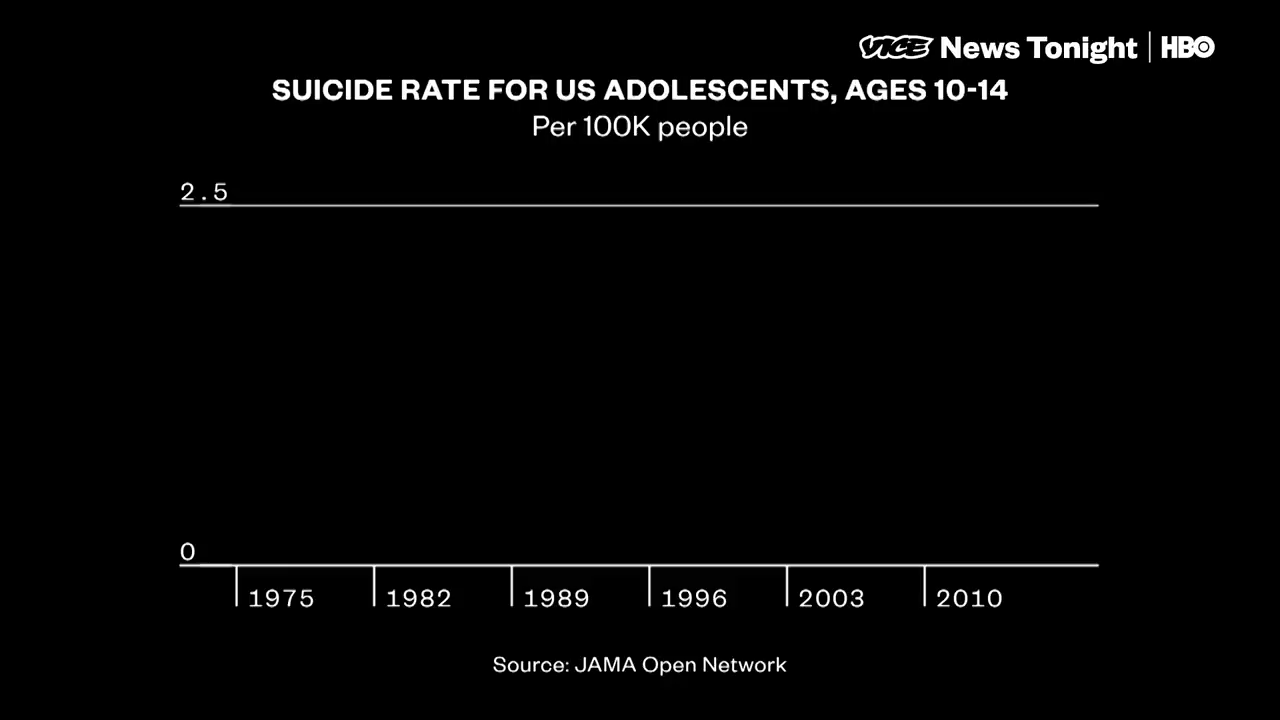 VICE News Tonight | HBO
SUICIDE RATE FOR US ADOLESCENTS, AGES 10-14
Per 100K people
2.5
0
1975 1982 1989 1996 2003 2010
Source: JAMA Open Network